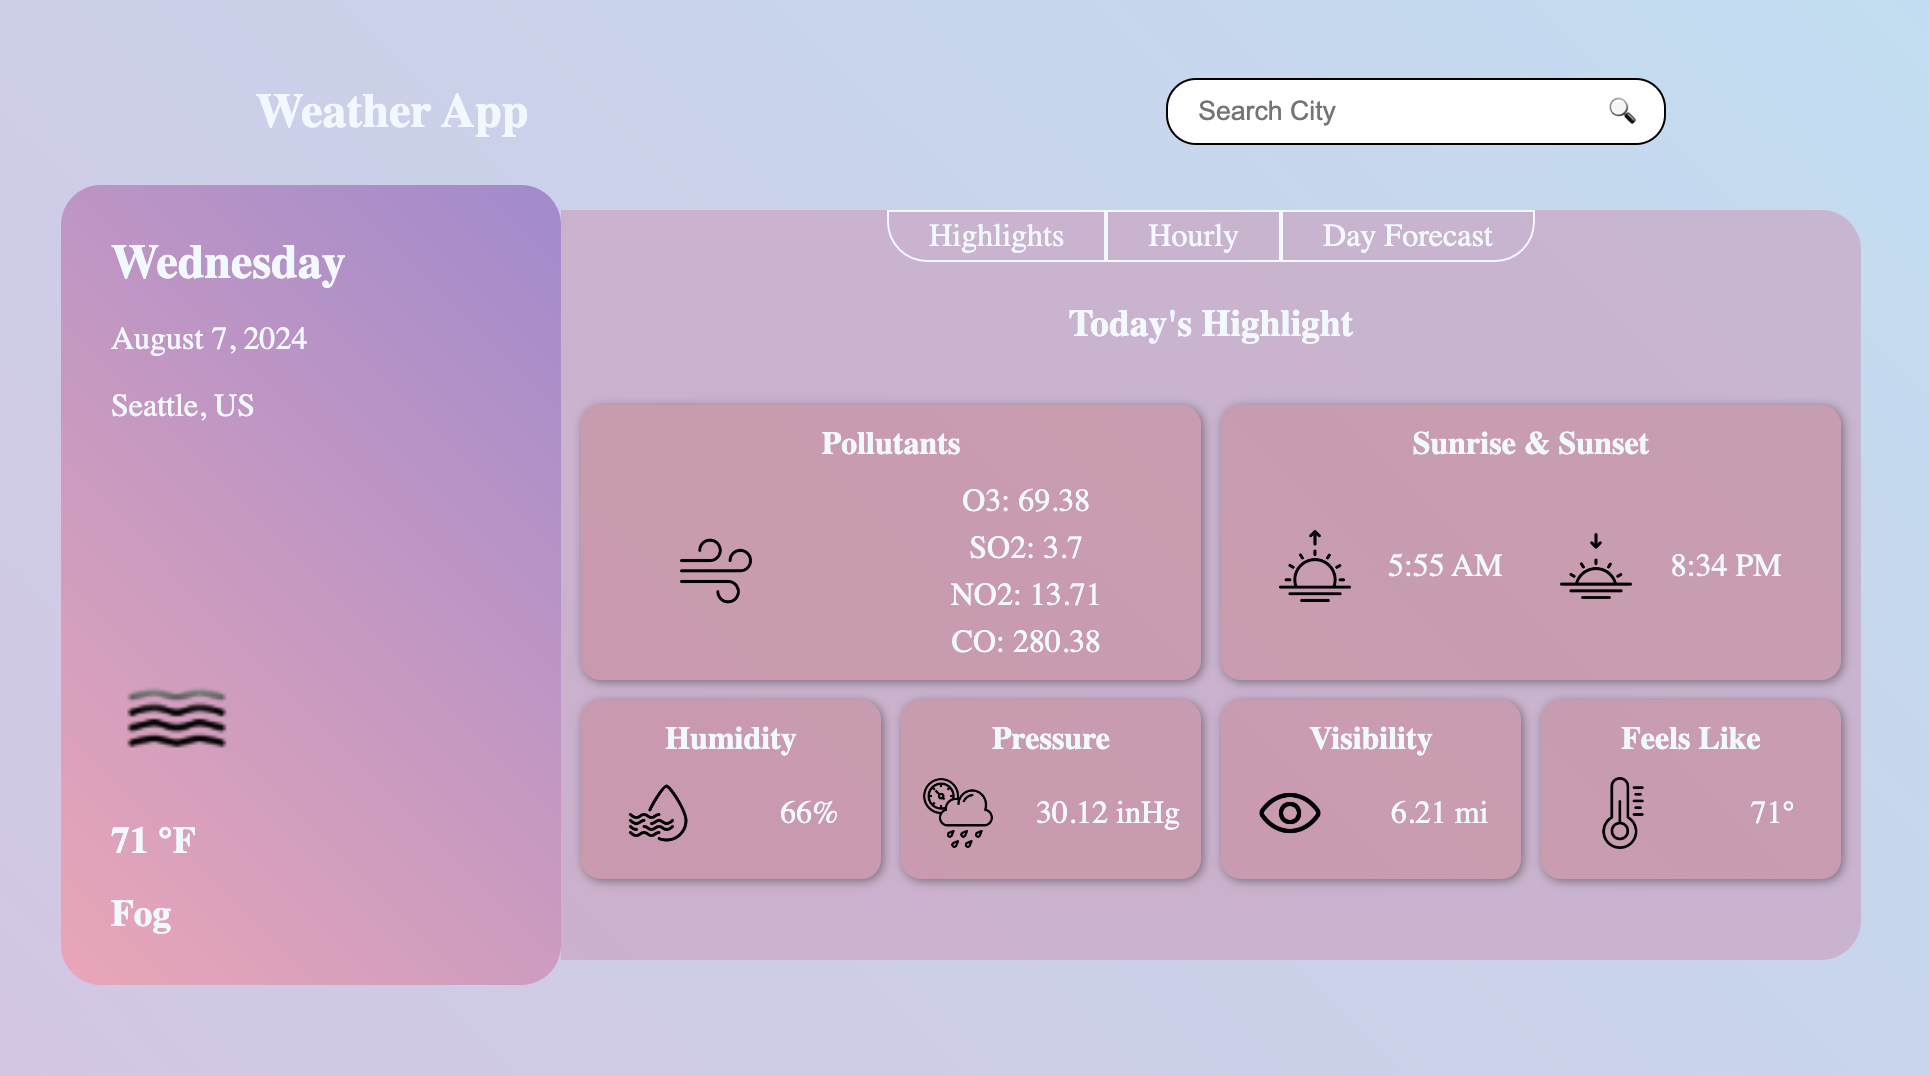 Weather App
Search City
Wednesday
August 7, 2024
Seattle, US
71 °F
Fog
Highlights
Hourly
Day Forecast
Today's Highlight
Pollutants
O3: 69.38
SO2: 3.7
NO2: 13.71
CO: 280.38
Sunrise & Sunset
5:55 AM
8:34 PM
Humidity
66%
Pressure
30.12 inHg
Visibility
6.21 mi
Feels Like
71°